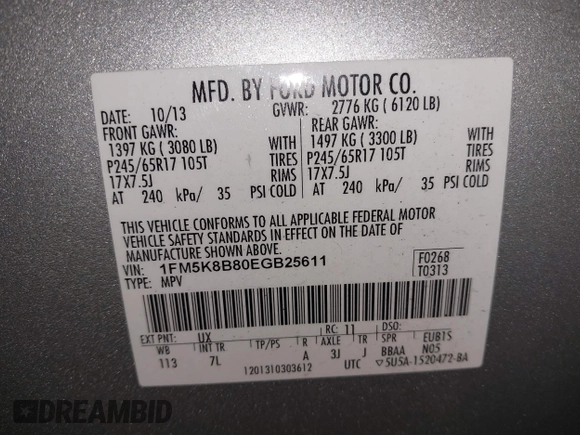 MFD. BY FORD MOTOR CO.
DATE: 10/13
GVWR: 2776 KG ( 6120 LB)
FRONT GAWR:
REAR GAWR:
1397 KG ( 3080 LB) WITH
1497 KG ( 3300 LB) WITH
P245/65R17 105T TIRES
P245/65R17 105T TIRES
17X7.5J RIMS
17X7.5J RIMS
AT 240 kPa/ 35 PSI COLD
AT 240 kPa/ 35 PSI COLD
THIS VEHICLE CONFORMS TO ALL APPLICABLE FEDERAL MOTOR
VEHICLE SAFETY STANDARDS IN EFFECT ON THE DATE OF
MANUFACTURE SHOWN ABOVE.
VIN: 1FM5K8B80EGB25611
F0268
TYPE: MPV
T0313
EXT PNT: UX RC: 11 DSO:
WB INT TR TP/PS R AXLE TR SPR EUB1S
113 7L A 3J J BBAA N05
1201310303612 UTC ▽5U5A-1520472-BA
DREAMBID